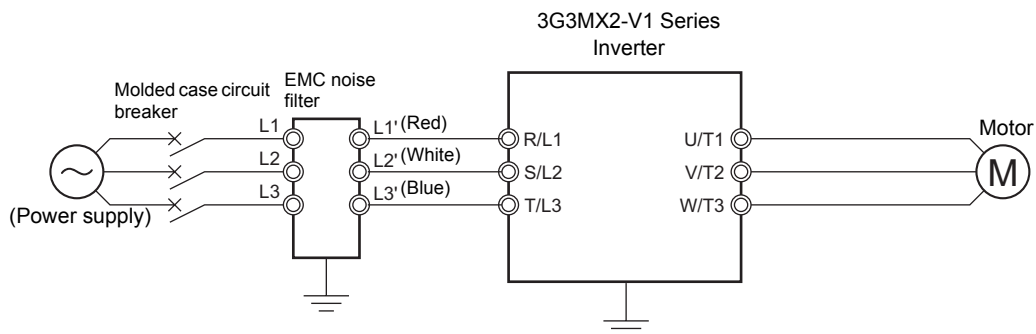 3G3MX2-V1 Series
Inverter
Molded case circuit
breaker
EMC noise
filter
L1
L1' (Red)
R/L1
U/T1
Motor
L2
L2' (White)
S/L2
V/T2
M
L3
L3' (Blue)
T/L3
W/T3
(Power supply)